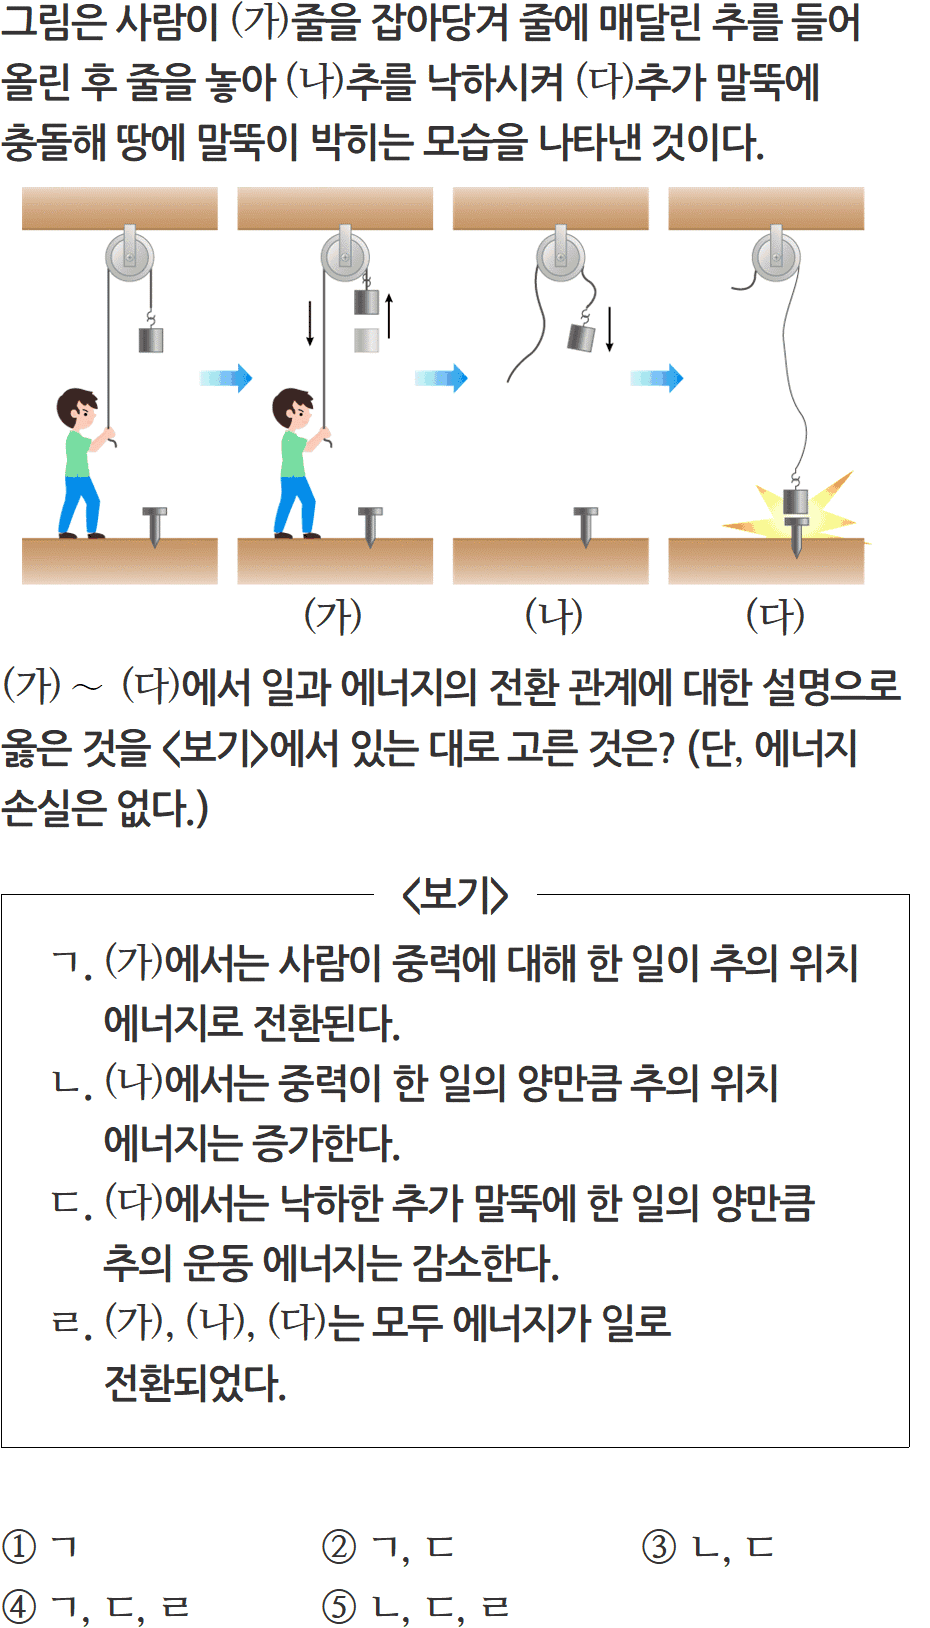 그림은 사람이 (가)줄을 잡아당겨 줄에 매달린 추를 들어
올린 후 줄을 놓아 (나)추를 낙하시켜 (다)추가 말뚝에
충돌해 땅에 말뚝이 박히는 모습을 나타낸 것이다.
(가) (나) (다)
(가) ~ (다)에서 일과 에너지의 전환 관계에 대한 설명으로
옳은 것을 <보기>에서 있는 대로 고른 것은? (단, 에너지
손실은 없다.)
<보기>
ㄱ. (가)에서는 사람이 중력에 대해 한 일이 추의 위치
에너지로 전환된다.
ㄴ. (나)에서는 중력이 한 일의 양만큼 추의 위치
에너지는 증가한다.
ㄷ. (다)에서는 낙하한 추가 말뚝에 한 일의 양만큼
추의 운동 에너지는 감소한다.
ㄹ. (가), (나), (다)는 모두 에너지가 일로
전환되었다.
① ㄱ ② ㄱ, ㄷ ③ ㄴ, ㄷ
④ ㄱ, ㄷ, ㄹ ⑤ ㄴ, ㄷ, ㄹ